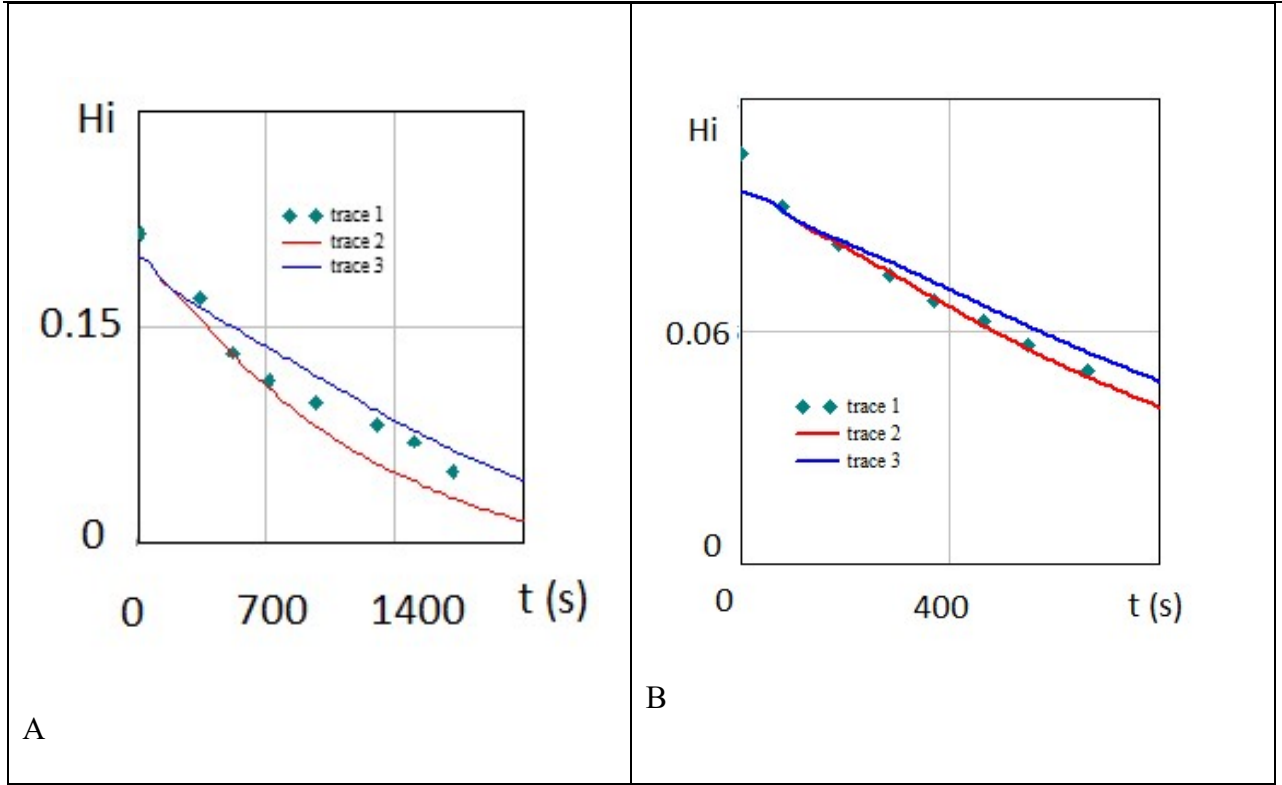 Hi
trace 1
trace 2
trace 3
0.15
0
0 700 1400 t (s)
A
Hi
0.06
trace 1
trace 2
trace 3
0
0 400 t (s)
B